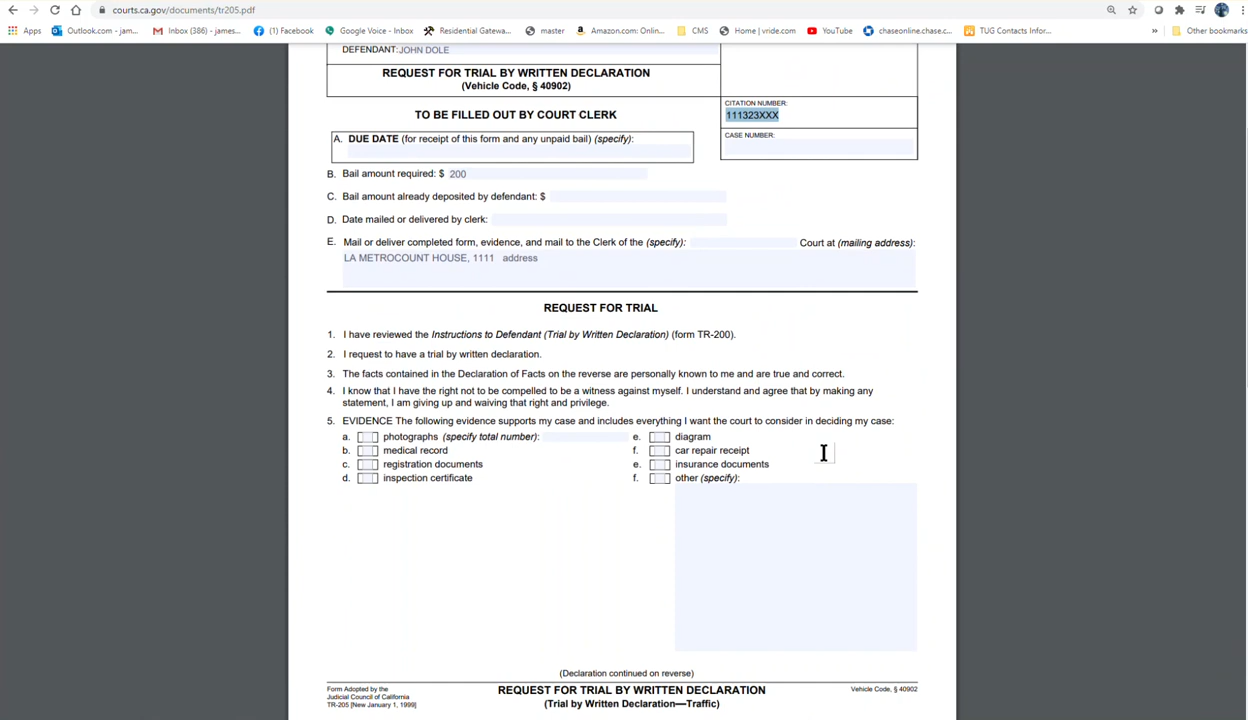 courts.ca.gov/documents/tr205.pdf
Apps Outlook.com - jam... Inbox (386) - james... (1) Facebook Google Voice - Inbox Residential Gatewa... master Amazon.com: Onlin... CMS Home | vride.com YouTube chaseonline.chase.c... TUG Contacts Infor... » Other bookmarks
DEFENDANT: JOHN DOLE
REQUEST FOR TRIAL BY WRITTEN DECLARATION
(Vehicle Code, § 40902)
CITATION NUMBER:
111323XXX
TO BE FILLED OUT BY COURT CLERK
CASE NUMBER:
A. DUE DATE (for receipt of this form and any unpaid bail) (specify):
B. Bail amount required: $ 200
C. Bail amount already deposited by defendant: $
D. Date mailed or delivered by clerk:
E. Mail or deliver completed form, evidence, and mail to the Clerk of the (specify): Court at (mailing address):
LA METROCOUNT HOUSE, 1111 address
REQUEST FOR TRIAL
1. I have reviewed the Instructions to Defendant (Trial by Written Declaration) (form TR-200).
2. I request to have a trial by written declaration.
3. The facts contained in the Declaration of Facts on the reverse are personally known to me and are true and correct.
4. I know that I have the right not to be compelled to be a witness against myself. I understand and agree that by making any
statement, I am giving up and waiving that right and privilege.
5. EVIDENCE The following evidence supports my case and includes everything I want the court to consider in deciding my case:
a. photographs (specify total number): e. diagram
b. medical record f. car repair receipt
c. registration documents e. insurance documents
d. inspection certificate f. other (specify):
(Declaration continued on reverse)
Form Adopted by the
Judicial Council of California
TR-205 [New January 1, 1999]
REQUEST FOR TRIAL BY WRITTEN DECLARATION
(Trial by Written Declaration—Traffic)
Vehicle Code, § 40902